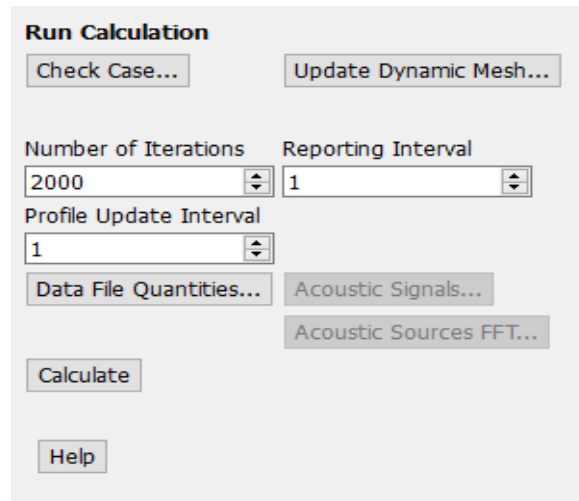 Run Calculation
Check Case... Update Dynamic Mesh...
Number of Iterations Reporting Interval
2000 1
Profile Update Interval
1
Data File Quantities... Acoustic Signals...
Acoustic Sources FFT...
Calculate
Help